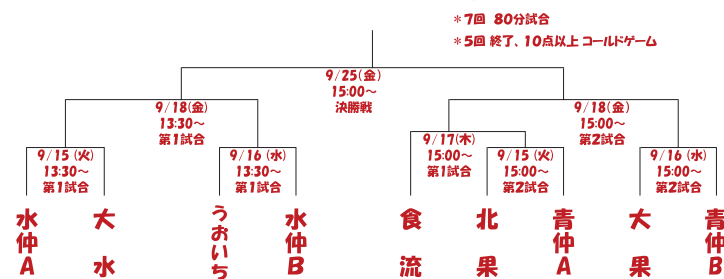 ＊7回 80分試合
＊5回 終了、10点以上 コールドゲーム
9/25(金)
15:00～
決勝戦
9/18(金)
13:30～
第1試合
9/18(金)
15:00～
第2試合
9/17(木)
15:00～
第1試合
9/15 (火)
13:30～
第1試合
9/16 (水)
13:30～
第1試合
9/15 (火)
15:00～
第2試合
9/16 (水)
15:00～
第2試合
水仲A
大水
うおいち
水仲B
食流
北果
青仲A
大果
青仲B